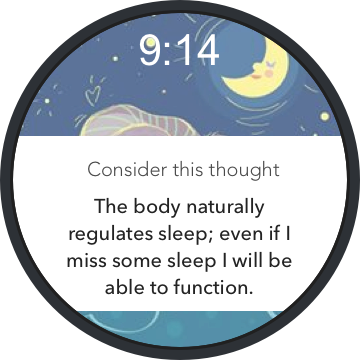 9:14
Consider this thought
The body naturally
regulates sleep; even if I
miss some sleep I will be
able to function.